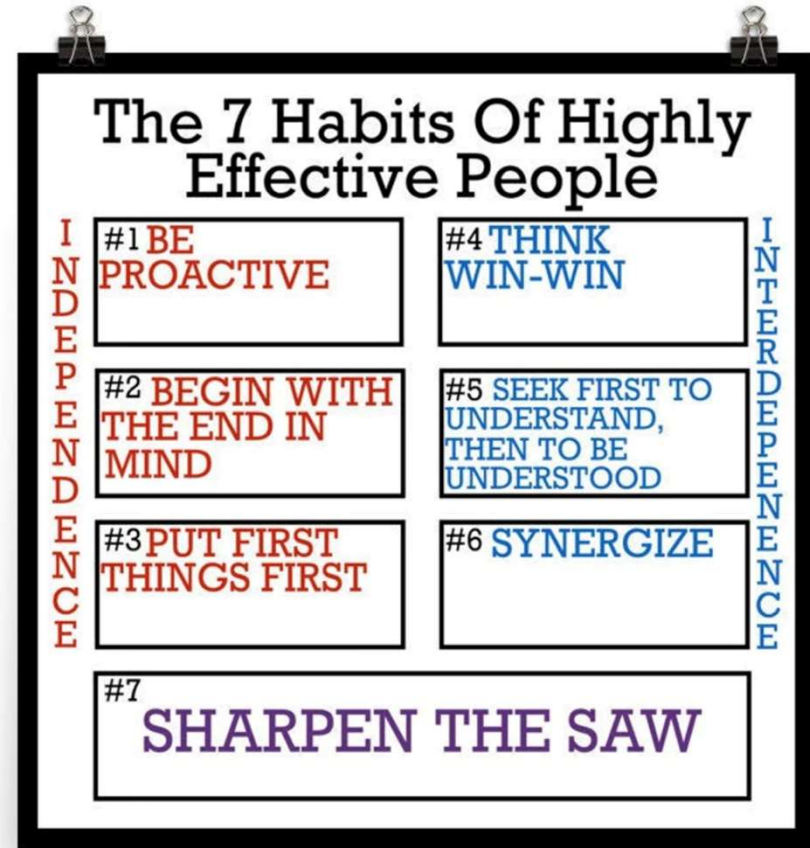 The 7 Habits Of Highly
Effective People
INDEPENDENCE
#1 BE
PROACTIVE
#2 BEGIN WITH
THE END IN
MIND
#3 PUT FIRST
THINGS FIRST
#4 THINK
WIN-WIN
#5 SEEK FIRST TO
UNDERSTAND,
THEN TO BE
UNDERSTOOD
#6 SYNERGIZE
INTERDEPENENCE
#7
SHARPEN THE SAW